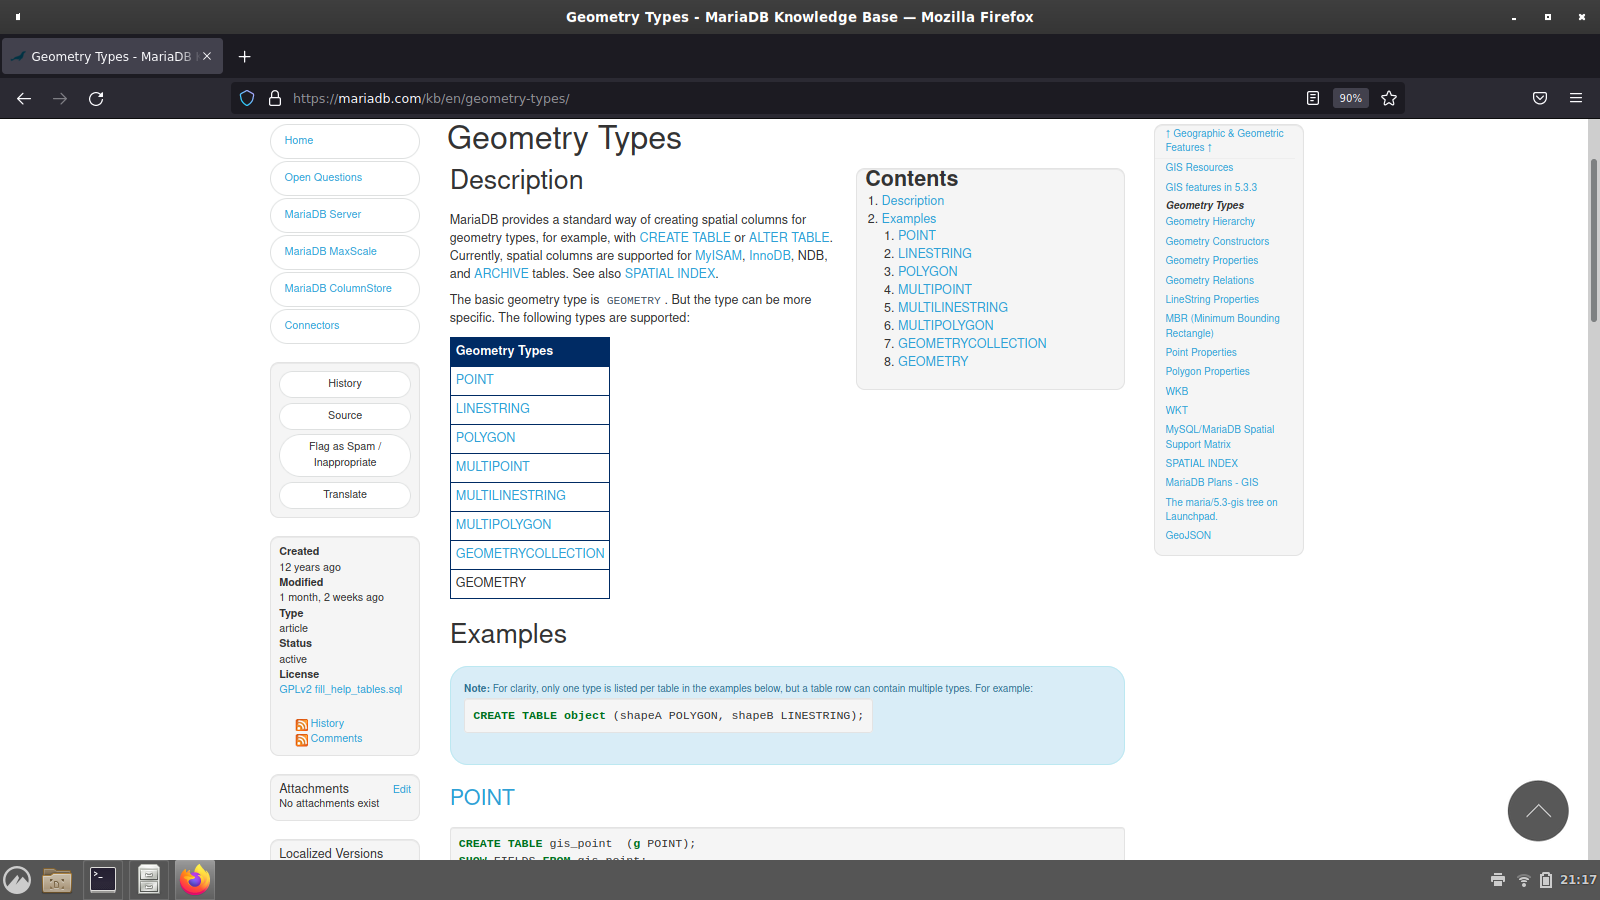 Geometry Types - MariaDB Knowledge Base — Mozilla Firefox
Geometry Types - MariaDB
https://mariadb.com/kb/en/geometry-types/
90%
Home
Open Questions
MariaDB Server
MariaDB MaxScale
MariaDB ColumnStore
Connectors
History
Source
Flag as Spam /
Inappropriate
Translate
Created
12 years ago
Modified
1 month, 2 weeks ago
Type
article
Status
active
License
GPLv2 fill_help_tables.sql
History
Comments
Attachments
Edit
No attachments exist
Localized Versions
Geometry Types
Description
MariaDB provides a standard way of creating spatial columns for
geometry types, for example, with CREATE TABLE or ALTER TABLE.
Currently, spatial columns are supported for MyISAM, InnoDB, NDB,
and ARCHIVE tables. See also SPATIAL INDEX.
The basic geometry type is GEOMETRY. But the type can be more
specific. The following types are supported:
Geometry Types
POINT
LINESTRING
POLYGON
MULTIPOINT
MULTILINESTRING
MULTIPOLYGON
GEOMETRYCOLLECTION
GEOMETRY
Contents
1. Description
2. Examples
1. POINT
2. LINESTRING
3. POLYGON
4. MULTIPOINT
5. MULTILINESTRING
6. MULTIPOLYGON
7. GEOMETRYCOLLECTION
8. GEOMETRY
Examples
Note: For clarity, only one type is listed per table in the examples below, but a table row can contain multiple types. For example:
CREATE TABLE object (shapeA POLYGON, shapeB LINESTRING);
POINT
CREATE TABLE gis_point  (g POINT);
SHOW FIELDS FROM gis_point;
↑ Geographic & Geometric
Features ↑
GIS Resources
GIS features in 5.3.3
Geometry Types
Geometry Hierarchy
Geometry Constructors
Geometry Properties
Geometry Relations
LineString Properties
MBR (Minimum Bounding
Rectangle)
Point Properties
Polygon Properties
WKB
WKT
MySQL/MariaDB Spatial
Support Matrix
SPATIAL INDEX
MariaDB Plans - GIS
The maria/5.3-gis tree on
Launchpad.
GeoJSON
21:17